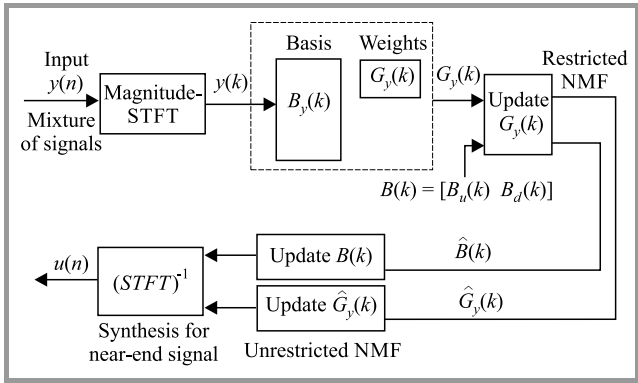 Input
y(n)
Mixture
of signals
Magnitude-
STFT
y(k)
Basis
B_y(k)
Weights
G_y(k)
G_y(k)
Update
G_y(k)
Restricted
NMF
B(k) = [B_u(k) B_d(k)]
u(n)
(STFT)^-1
Synthesis for
near-end signal
Update B(k)
B̂(k)
Update Ĝ_y(k)
Ĝ_y(k)
Unrestricted NMF